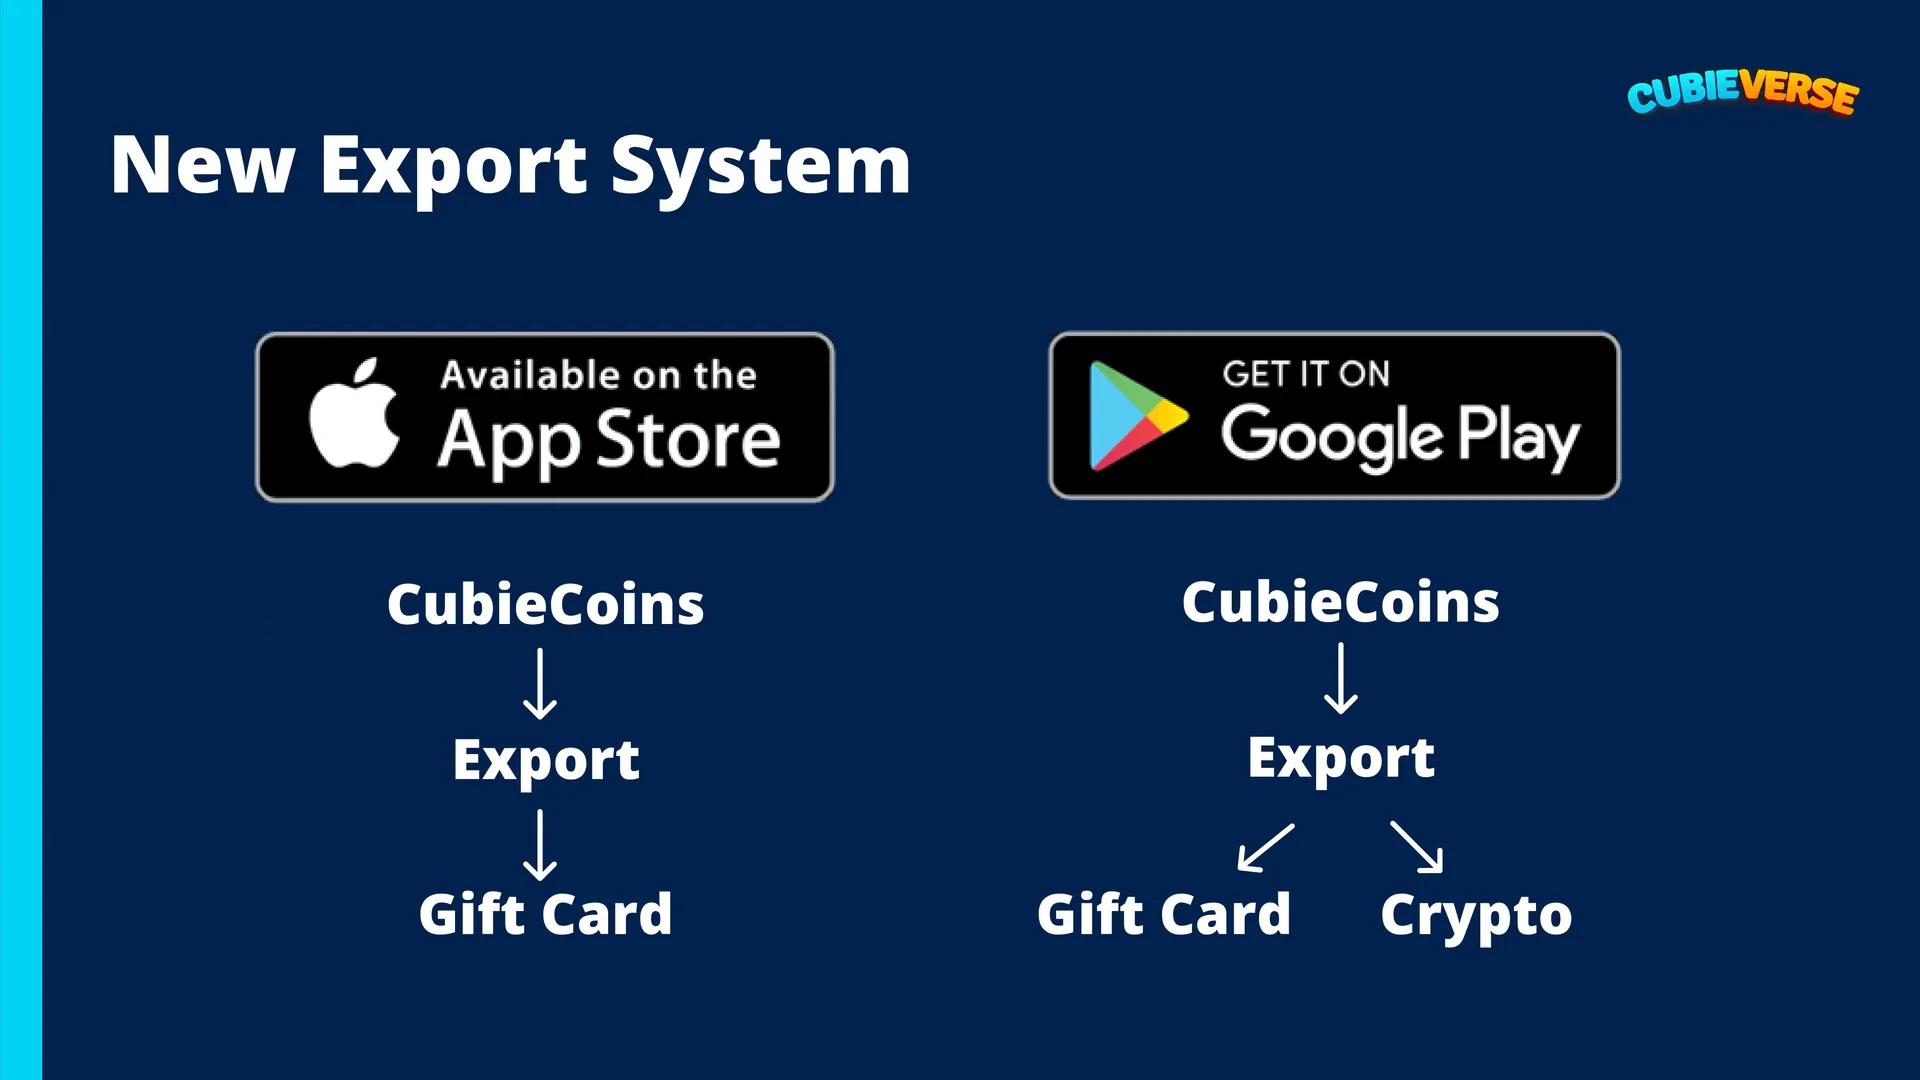 CUBIEVERSE
New Export System
Available on the
App Store
GET IT ON
Google Play
CubieCoins
Export
Gift Card
CubieCoins
Export
Gift Card
Crypto